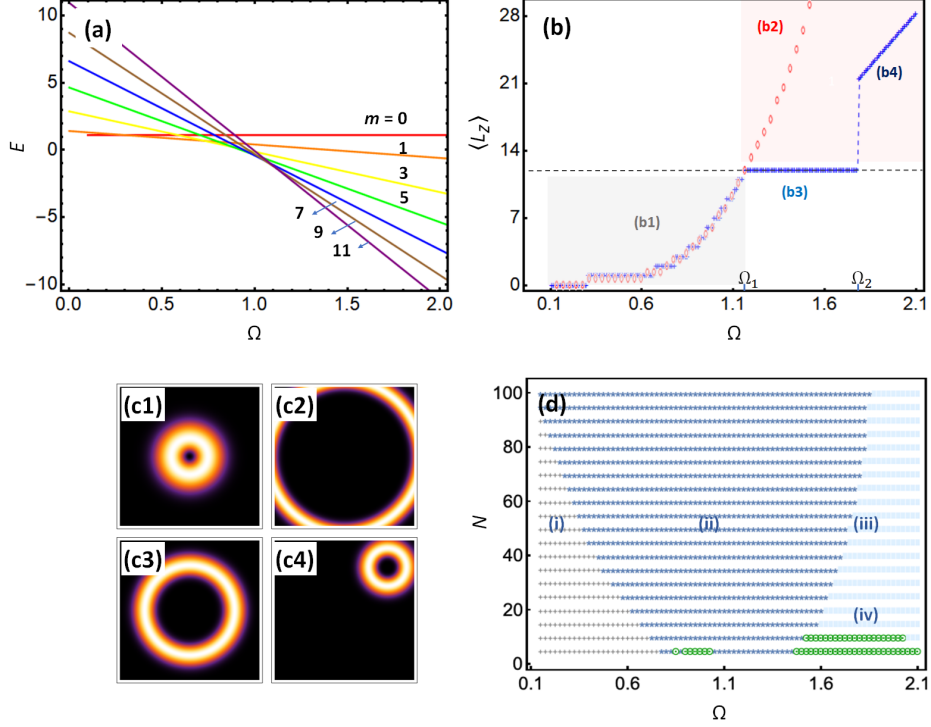 (a)
10
5
0
−5
−10
E
m = 0
1
3
5
7
9
11
0.0
0.5
1.0
1.5
2.0
Ω
(b)
28
21
14
7
0
⟨L_Z⟩
(b1)
(b2)
(b3)
(b4)
Ω₁
Ω₂
0.1
0.6
1.1
1.6
2.1
Ω
(c1)
(c2)
(c3)
(c4)
(d)
100
80
60
40
20
0
N
(i)
(ii)
(iii)
(iv)
0.1
0.6
1.1
1.6
2.1
Ω